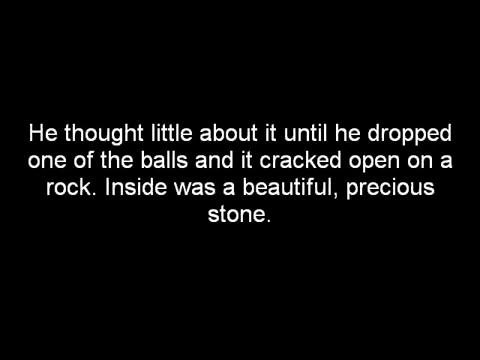 He thought little about it until he dropped
one of the balls and it cracked open on a
rock. Inside was a beautiful, precious
stone.